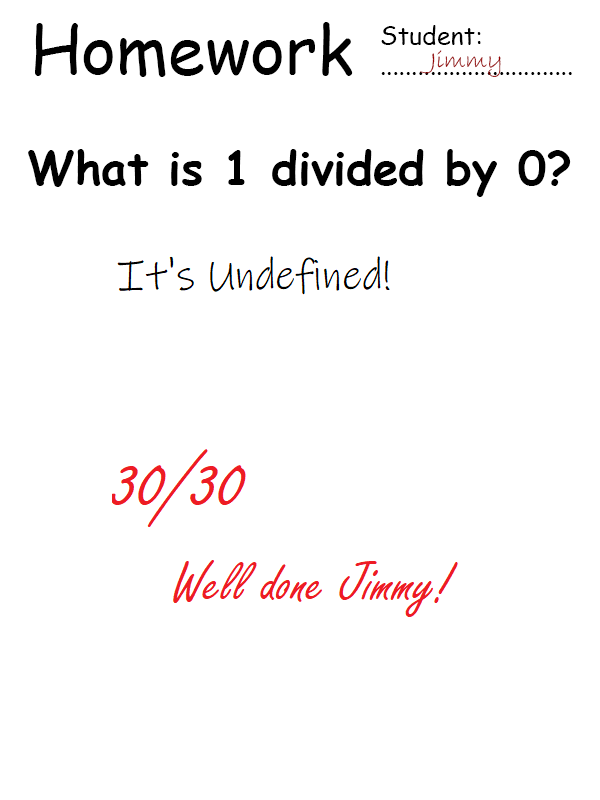 Homework
Student:
Jimmy
What is 1 divided by 0?
It's Undefined!
30/30
Well done Jimmy!